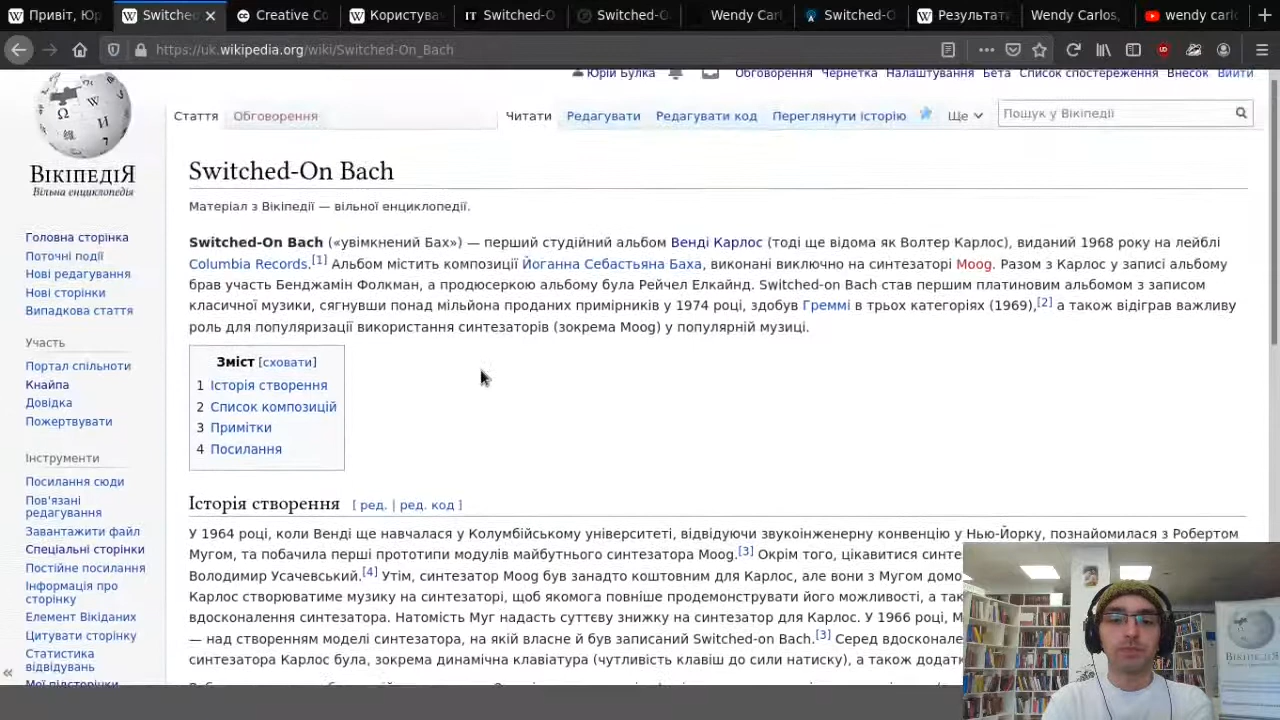 Привіт, Юр
Switched-
Creative Co
Користува
Switched-O
Switched-O
Wendy Carl
Switched-O
Результат
Wendy Carlos,
wendy carlo
https://uk.wikipedia.org/wiki/Switched-On_Bach
Юрій Булка Обговорення Чернетка Налаштування Бета Список спостереження Внесок Вийти
Стаття Обговорення Читати Редагувати Редагувати код Переглянути історію Ще Пошук у Вікіпедії
ВІКІПЕДІЯ
Вільна енциклопедія
Головна сторінка
Поточні події
Нові редагування
Нові сторінки
Випадкова стаття
Участь
Портал спільноти
Кнайпа
Довідка
Пожертвувати
Інструменти
Посилання сюди
Пов'язані
редагування
Завантажити файл
Спеціальні сторінки
Постійне посилання
Інформація про
сторінку
Елемент Вікіданих
Цитувати сторінку
Статистика
відвідувань
Мої підсторінки
Switched-On Bach
Матеріал з Вікіпедії — вільної енциклопедії.
Switched-On Bach («увімкнений Бах») — перший студійний альбом Венді Карлос (тоді ще відома як Волтер Карлос), виданий 1968 року на лейблі
Columbia Records.[1] Альбом містить композиції Йоганна Себастьяна Баха, виконані виключно на синтезаторі Moog. Разом з Карлос у записі альбому
брав участь Бенджамін Фолкман, а продюсеркою альбому була Рейчел Елкайнд. Switched-on Bach став першим платиновим альбомом з записом
класичної музики, сягнувши понад мільйона проданих примірників у 1974 році, здобув Греммі в трьох категоріях (1969),[2] а також відіграв важливу
роль для популяризації використання синтезаторів (зокрема Moog) у популярній музиці.
Зміст [сховати]
1 Історія створення
2 Список композицій
3 Примітки
4 Посилання
Історія створення [ ред. | ред. код ]
У 1964 році, коли Венді ще навчалася у Колумбійському університеті, відвідуючи звукоінженерну конвенцію у Нью-Йорку, познайомилася з Робертом
Мугом, та побачила перші прототипи модулів майбутнього синтезатора Moog.[3] Окрім того, цікавитися синте
Володимир Усачевський.[4] Утім, синтезатор Moog був занадто коштовним для Карлос, але вони з Мугом домо
Карлос створюватиме музику на синтезаторі, щоб якомога повніше продемонструвати його можливості, а так
вдосконалення синтезатора. Натомість Муг надасть суттєву знижку на синтезатор для Карлос. У 1966 році, М
— над створенням моделі синтезатора, на якій власне й був записаний Switched-on Bach.[3] Серед вдосконале
синтезатора Карлос була, зокрема динамічна клавіатура (чутливість клавіш до сили натиску), а також додатк
ВІКІПЕДІЯ